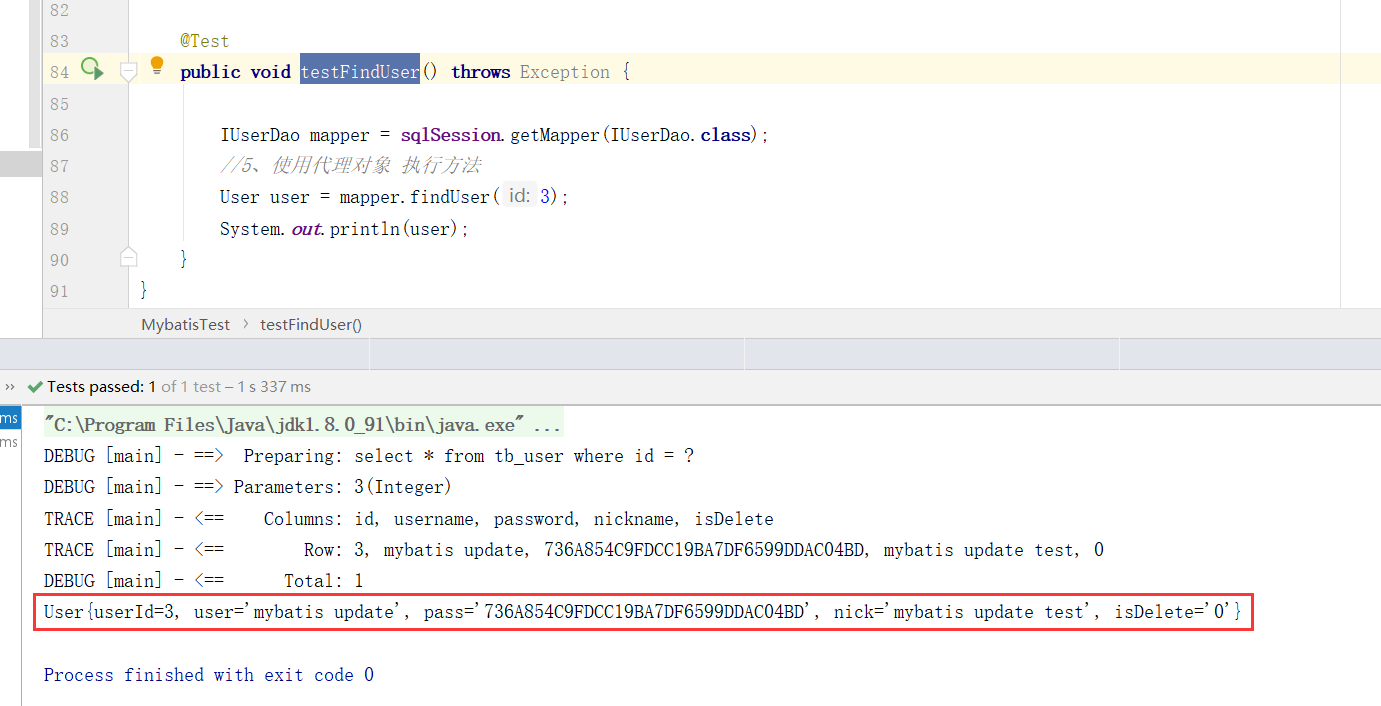 82
83 @Test
84 public void testFindUser() throws Exception {
85
86 IUserDao mapper = sqlSession.getMapper(IUserDao.class);
87 //5、使用代理对象 执行方法
88 User user = mapper.findUser( id: 3);
89 System.out.println(user);
90 }
91 }
MybatisTest › testFindUser()
›› Tests passed: 1 of 1 test – 1 s 337 ms
ms "C:\Program Files\Java\jdk1.8.0_91\bin\java.exe" ...
ms
DEBUG [main] - ==>  Preparing: select * from tb_user where id = ?
DEBUG [main] - ==> Parameters: 3(Integer)
TRACE [main] - <==    Columns: id, username, password, nickname, isDelete
TRACE [main] - <==        Row: 3, mybatis update, 736A854C9FDCC19BA7DF6599DDAC04BD, mybatis update test, 0
DEBUG [main] - <==      Total: 1
User{userId=3, user='mybatis update', pass='736A854C9FDCC19BA7DF6599DDAC04BD', nick='mybatis update test', isDelete='0'}
Process finished with exit code 0